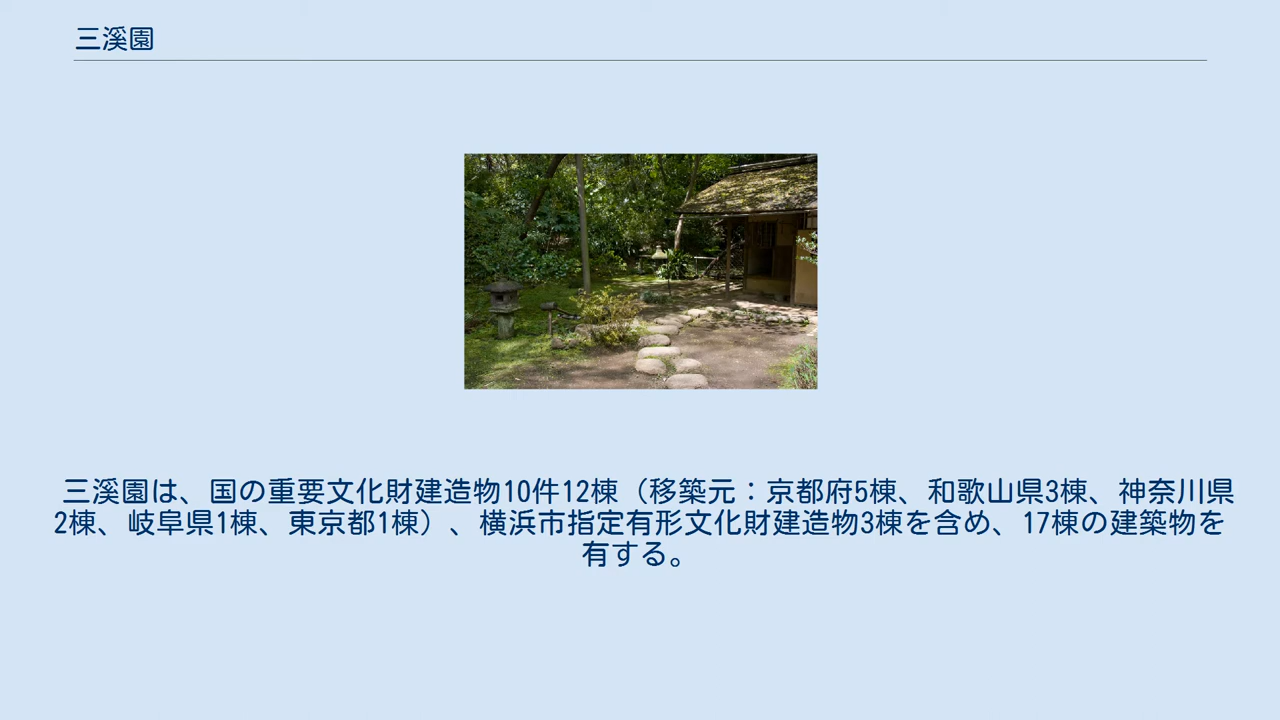 三溪園
三溪園は、国の重要文化財建造物10件12棟（移築元：京都府5棟、和歌山県3棟、神奈川県
2棟、岐阜県1棟、東京都1棟）、横浜市指定有形文化財建造物3棟を含め、17棟の建築物を
有する。